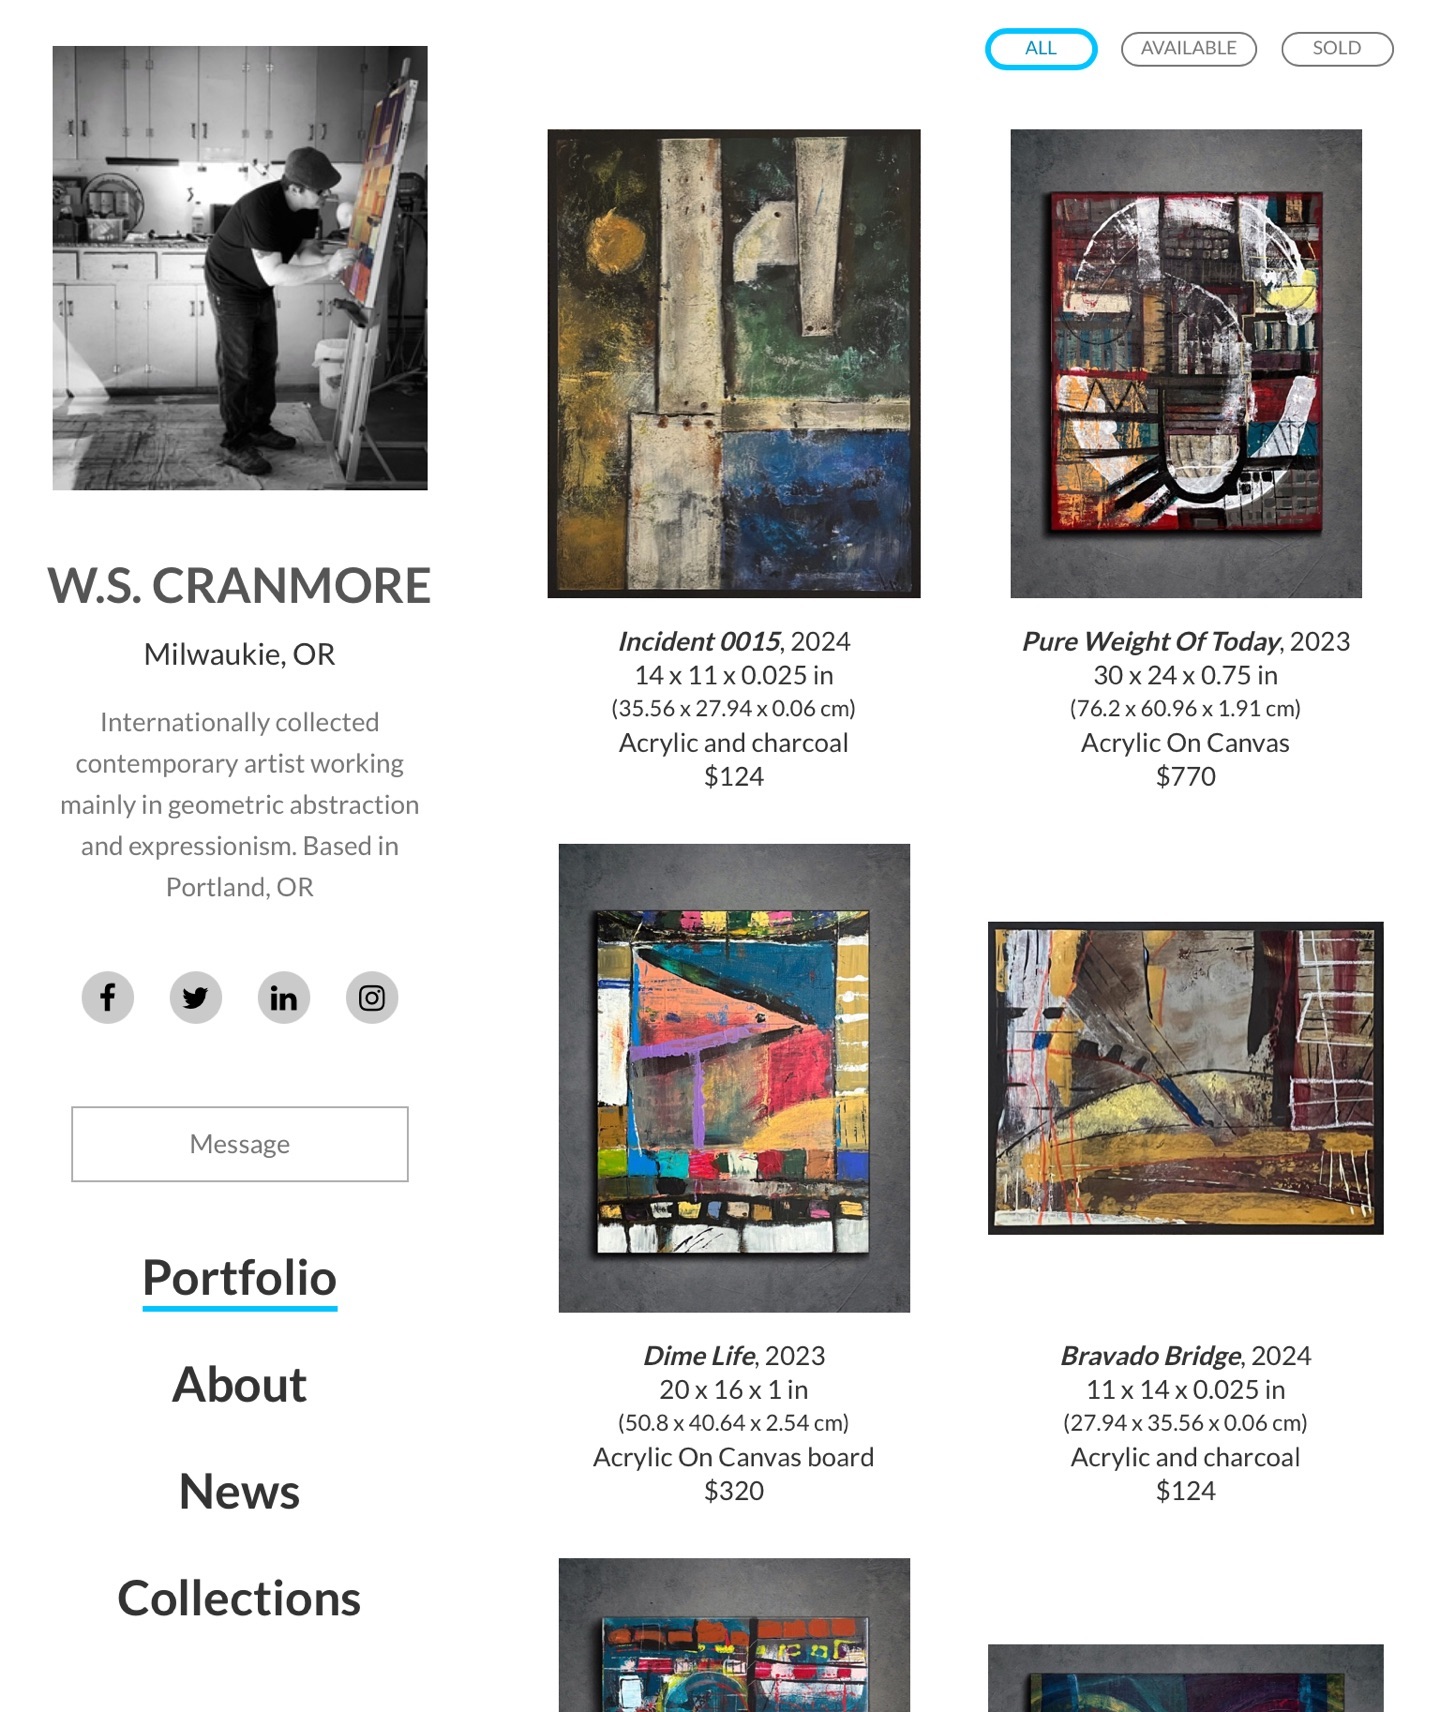 ALL
AVAILABLE
SOLD
W.S. CRANMORE
Milwaukie, OR
Internationally collected
contemporary artist working
mainly in geometric abstraction
and expressionism. Based in
Portland, OR
Message
Portfolio
About
News
Collections
Incident 0015, 2024
14 x 11 x 0.025 in
(35.56 x 27.94 x 0.06 cm)
Acrylic and charcoal
$124
Pure Weight Of Today, 2023
30 x 24 x 0.75 in
(76.2 x 60.96 x 1.91 cm)
Acrylic On Canvas
$770
Dime Life, 2023
20 x 16 x 1 in
(50.8 x 40.64 x 2.54 cm)
Acrylic On Canvas board
$320
Bravado Bridge, 2024
11 x 14 x 0.025 in
(27.94 x 35.56 x 0.06 cm)
Acrylic and charcoal
$124